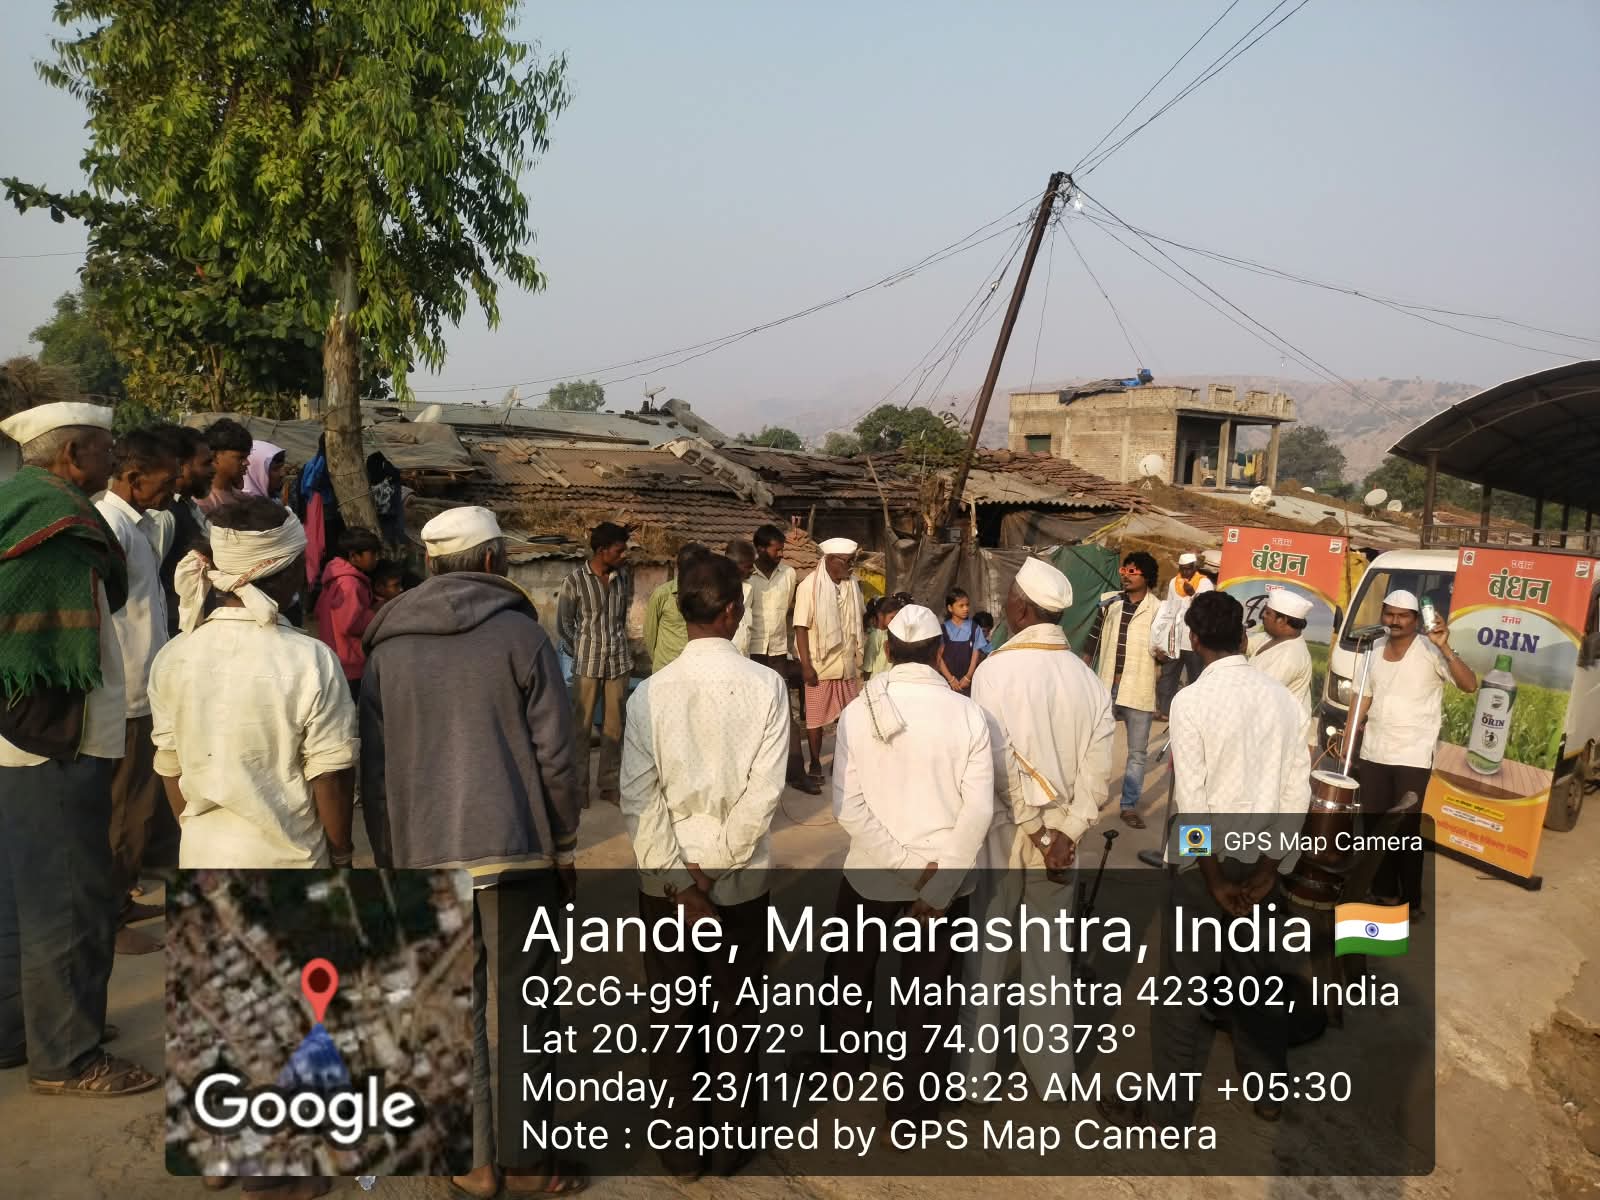 बंधन
बंधन
उत्तम
ORIN
ORIN
GPS Map Camera
Ajande, Maharashtra, India
Q2c6+g9f, Ajande, Maharashtra 423302, India
Lat 20.771072° Long 74.010373°
Monday, 23/11/2026 08:23 AM GMT +05:30
Note : Captured by GPS Map Camera
Google